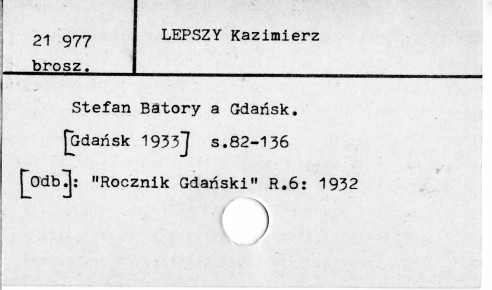 21 977
brosz.
LEPSZY Kazimierz
Stefan Batory a Gdańsk.
[Gdańsk 1933] s.82-136
[Odb.]: "Rocznik Gdański" R.6: 1932